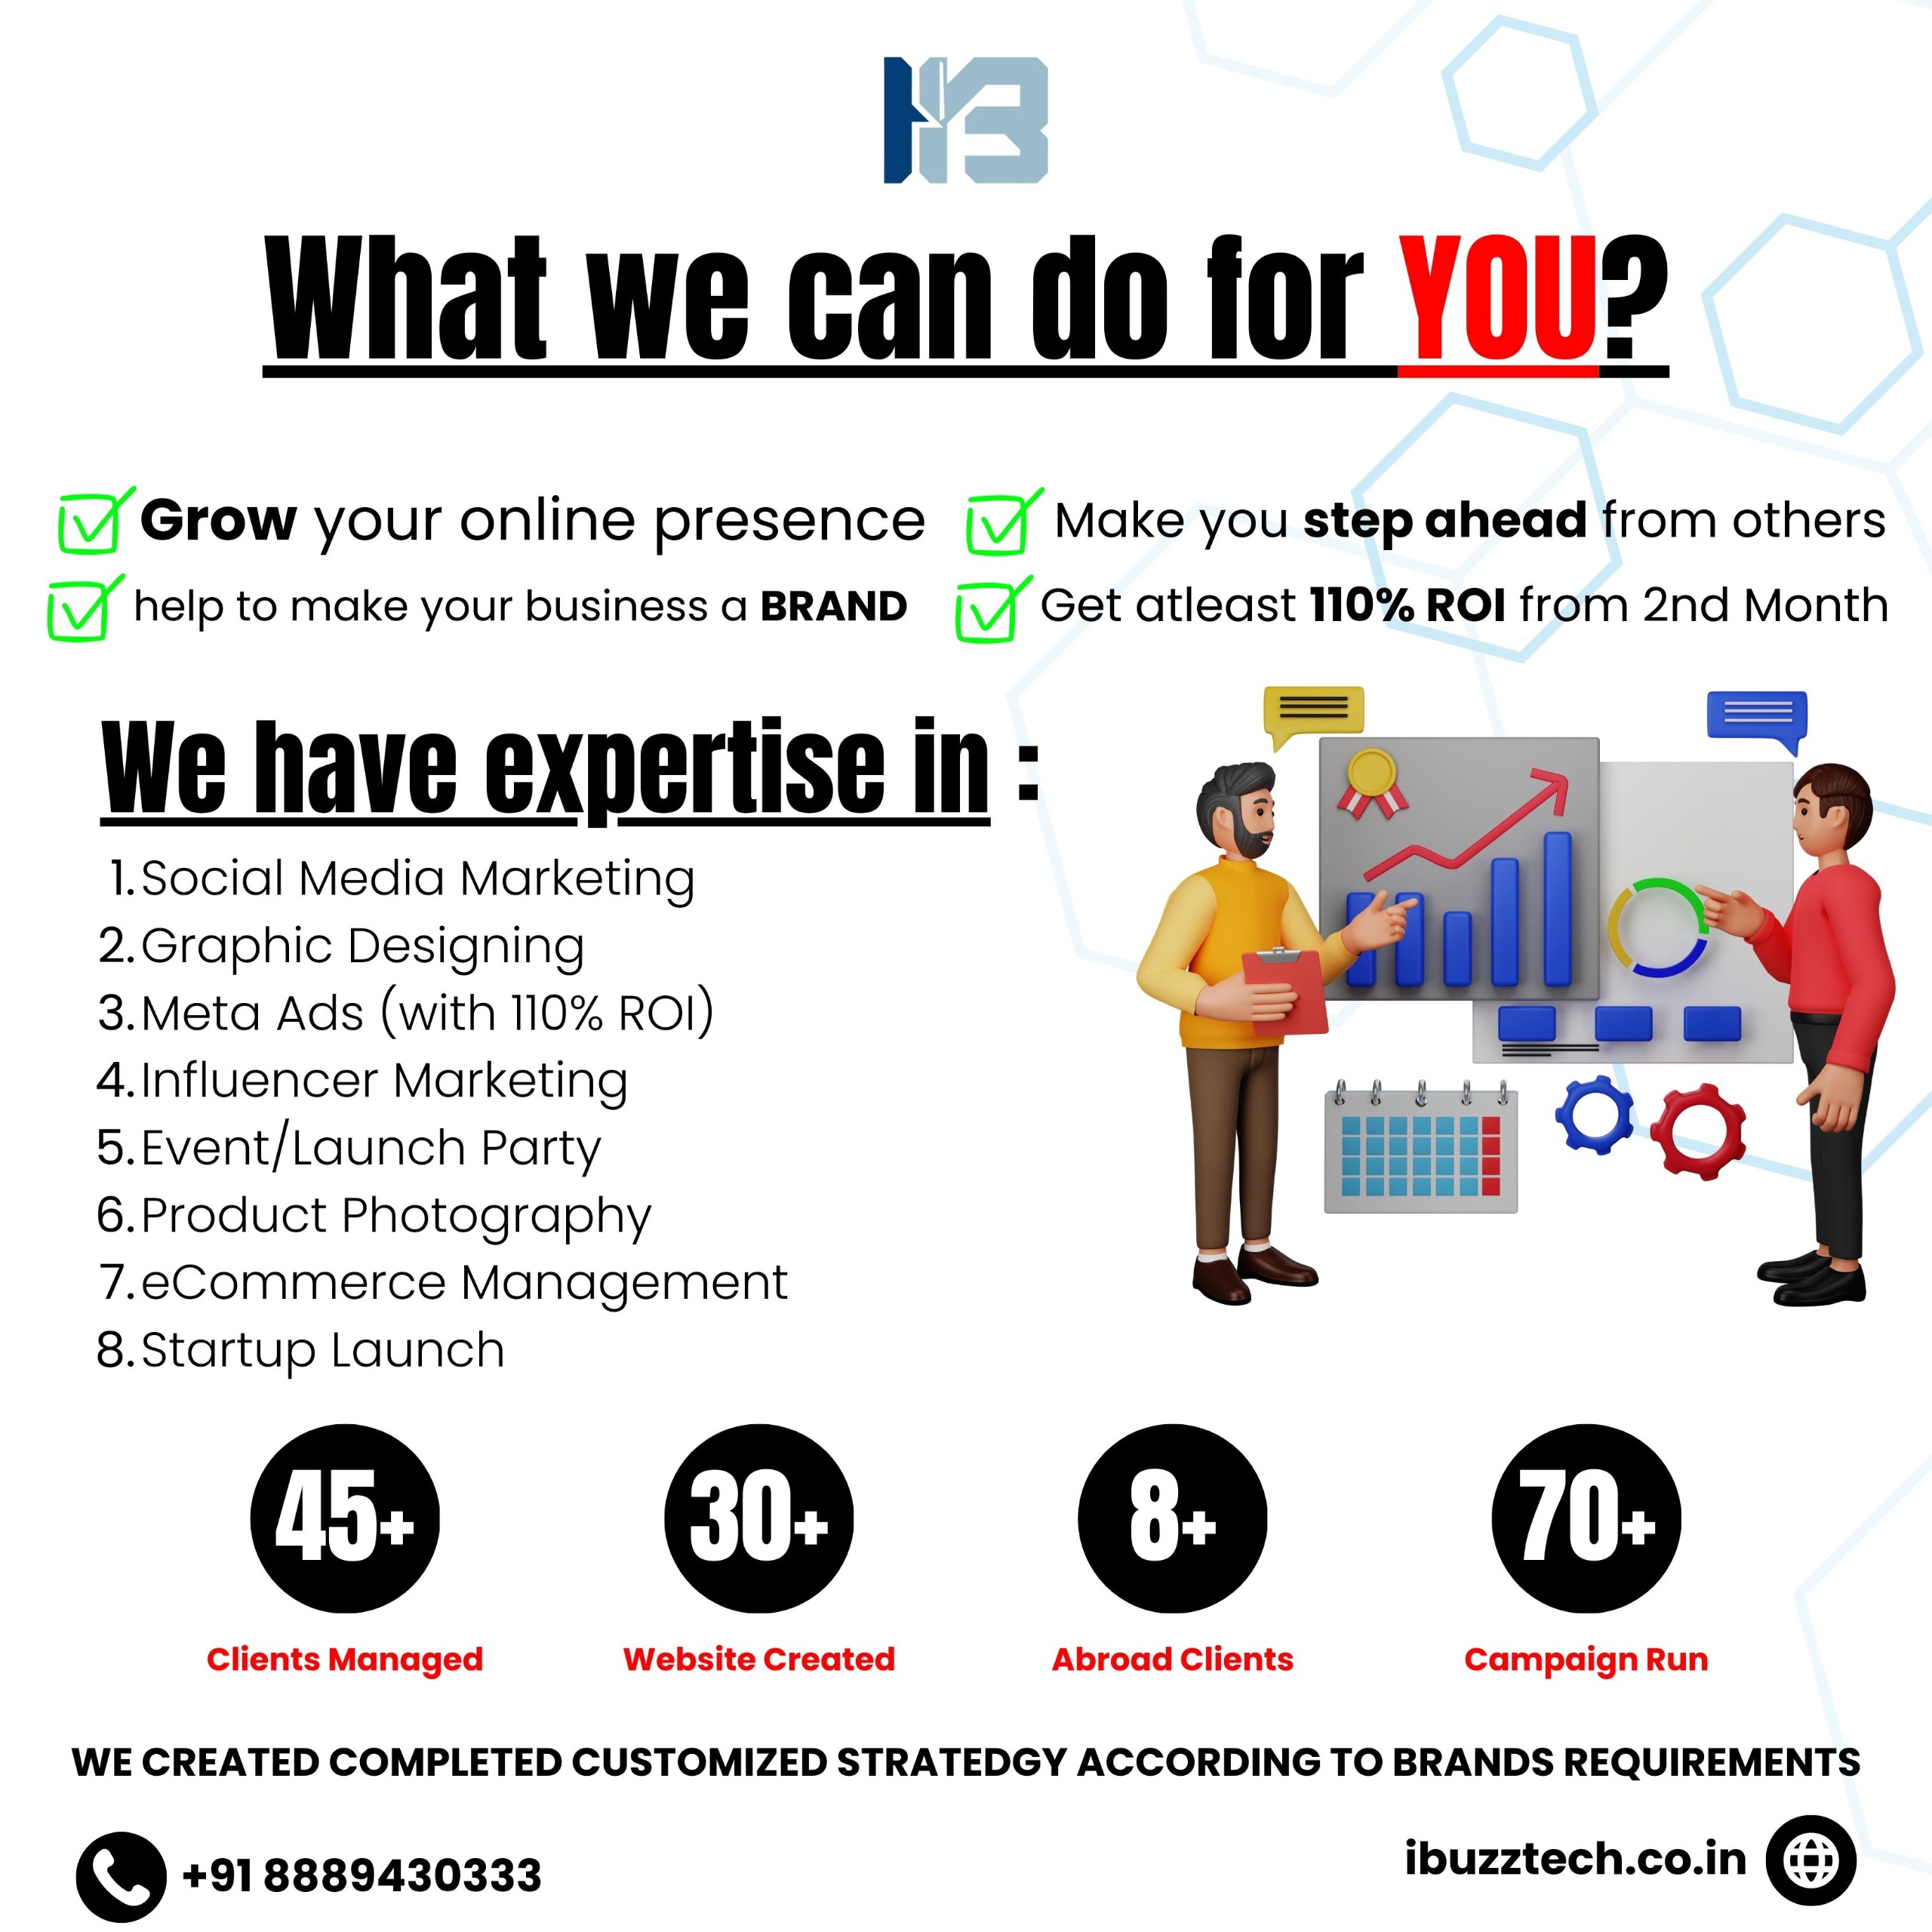 What we can do for YOU?
Grow your online presence
Make you step ahead from others
help to make your business a BRAND
Get atleast 110% ROI from 2nd Month
We have expertise in :
1. Social Media Marketing
2. Graphic Designing
3. Meta Ads (with 110% ROI)
4. Influencer Marketing
5. Event/Launch Party
6. Product Photography
7. eCommerce Management
8. Startup Launch
45+ 30+ 8+ 70+
Clients Managed Website Created Abroad Clients Campaign Run
WE CREATED COMPLETED CUSTOMIZED STRATEDGY ACCORDING TO BRANDS REQUIREMENTS
+91 8889430333
ibuzztech.co.in